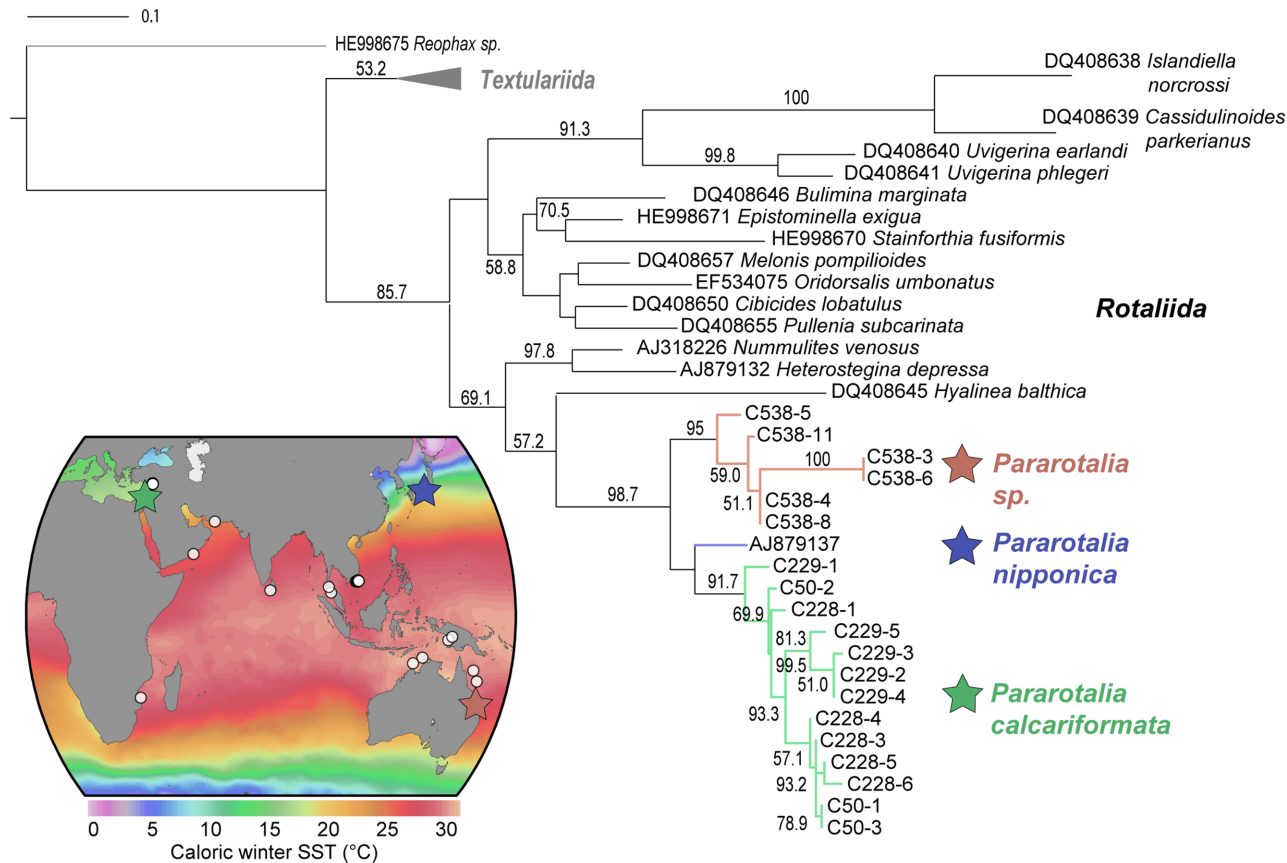 0.1
HE998675 Reophax sp.
53.2
Textulariida
DQ408638 Islandiella
norcrossi
100
DQ408639 Cassidulinoides
parkerianus
91.3
99.8
DQ408640 Uvigerina earlandi
DQ408641 Uvigerina phlegeri
DQ408646 Bulimina marginata
70.5
HE998671 Epistominella exigua
HE998670 Stainforthia fusiformis
58.8
DQ408657 Melonis pompilioides
EF534075 Oridorsalis umbonatus
85.7
DQ408650 Cibicides lobatulus
Rotaliida
DQ408655 Pullenia subcarinata
97.8
AJ318226 Nummulites venosus
AJ879132 Heterostegina depressa
69.1
DQ408645 Hyalinea balthica
57.2
C538-5
95
C538-11
100
C538-3
59.0
C538-6
51.1
C538-4
C538-8
98.7
Pararotalia
sp.
AJ879137
Pararotalia
nipponica
91.7
C229-1
C50-2
69.9
C228-1
81.3
C229-5
C229-3
99.5
C229-2
51.0
C229-4
93.3
C228-4
C228-3
57.1
C228-5
93.2
C228-6
C50-1
78.9
C50-3
Pararotalia
calcariformata
0 5 10 15 20 25 30
Caloric winter SST (°C)